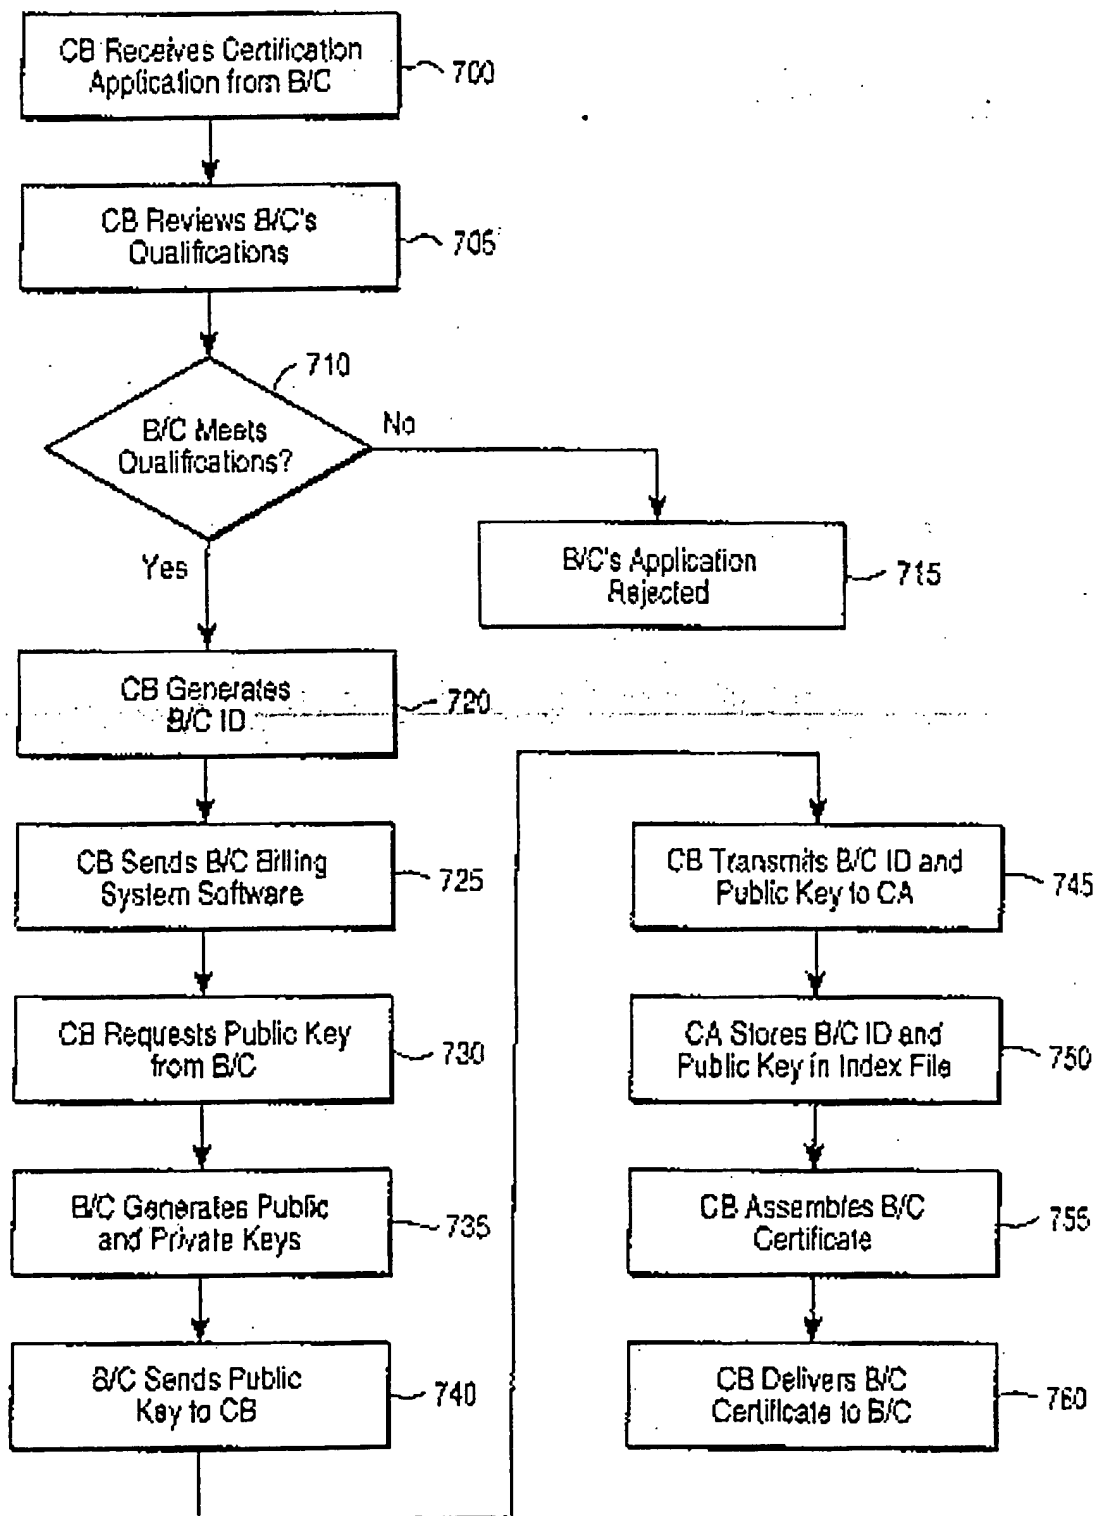 CB Receives Certification
Application from B/C
700
CB Reviews B/C's
Qualifications
705
710
B/C Meets
Qualifications?
No
Yes
B/C's Application
Rejected
715
CB Generates
B/C ID
720
CB Sends B/C Billing
System Software
725
CB Requests Public Key
from B/C
730
B/C Generates Public
and Private Keys
735
B/C Sends Public
Key to CB
740
CB Transmits B/C ID and
Public Key to CA
745
CA Stores B/C ID and
Public Key in Index File
750
CB Assembles B/C
Certificate
755
CB Delivers B/C
Certificate to B/C
760